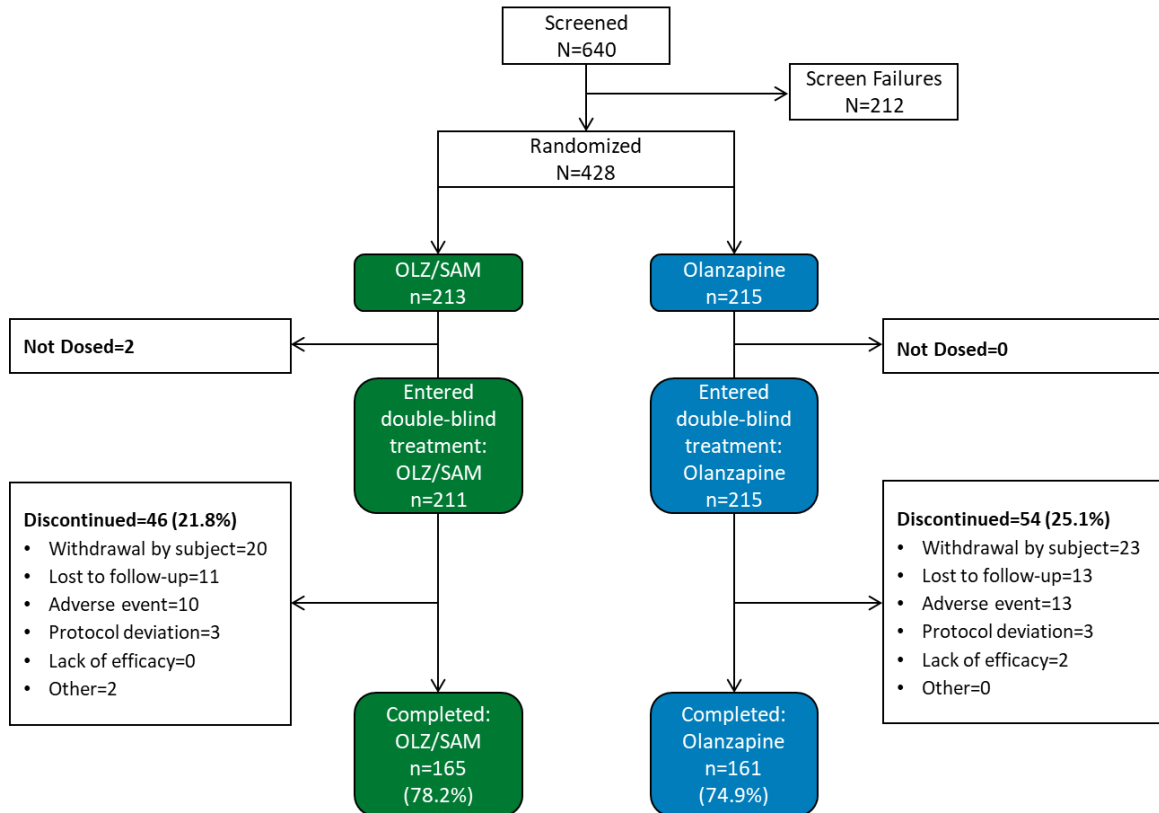 Screened
N=640
Screen Failures
N=212
Randomized
N=428
OLZ/SAM
n=213
Olanzapine
n=215
Not Dosed=2
Not Dosed=0
Entered
double-blind
treatment:
OLZ/SAM
n=211
Entered
double-blind
treatment:
Olanzapine
n=215
Discontinued=46 (21.8%)
• Withdrawal by subject=20
• Lost to follow-up=11
• Adverse event=10
• Protocol deviation=3
• Lack of efficacy=0
• Other=2
Discontinued=54 (25.1%)
• Withdrawal by subject=23
• Lost to follow-up=13
• Adverse event=13
• Protocol deviation=3
• Lack of efficacy=2
• Other=0
Completed:
OLZ/SAM
n=165
(78.2%)
Completed:
Olanzapine
n=161
(74.9%)